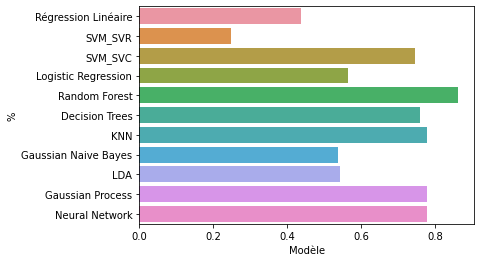 Régression Linéaire
SVM_SVR
SVM_SVC
Logistic Regression
Random Forest
Decision Trees
%
KNN
Gaussian Naive Bayes
LDA
Gaussian Process
Neural Network
0.0 0.2 0.4 0.6 0.8
Modèle